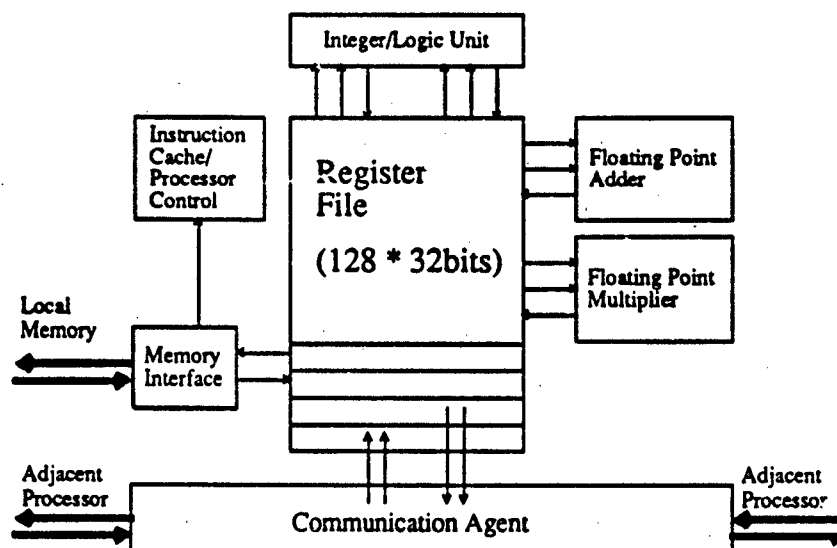 Integer/Logic Unit
Instruction
Cache/
Processor
Control
Register
File
(128 * 32bits)
Floating Point
Adder
Floating Point
Multiplier
Local
Memory
Memory
Interface
Adjacent
Processor
Communication Agent
Adjacent
Processor